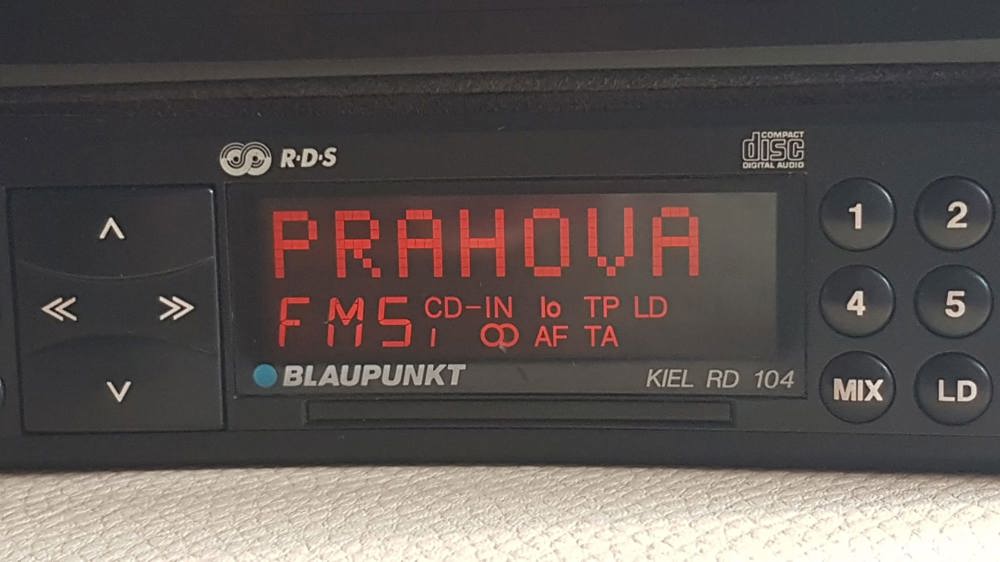 R·D·S
COMPACT
disc
DIGITAL AUDIO
PRAHOVA
FM5 CD-IN lo TP LD
i AF TA
BLAUPUNKT
KIEL RD 104
1 2
4 5
MIX LD